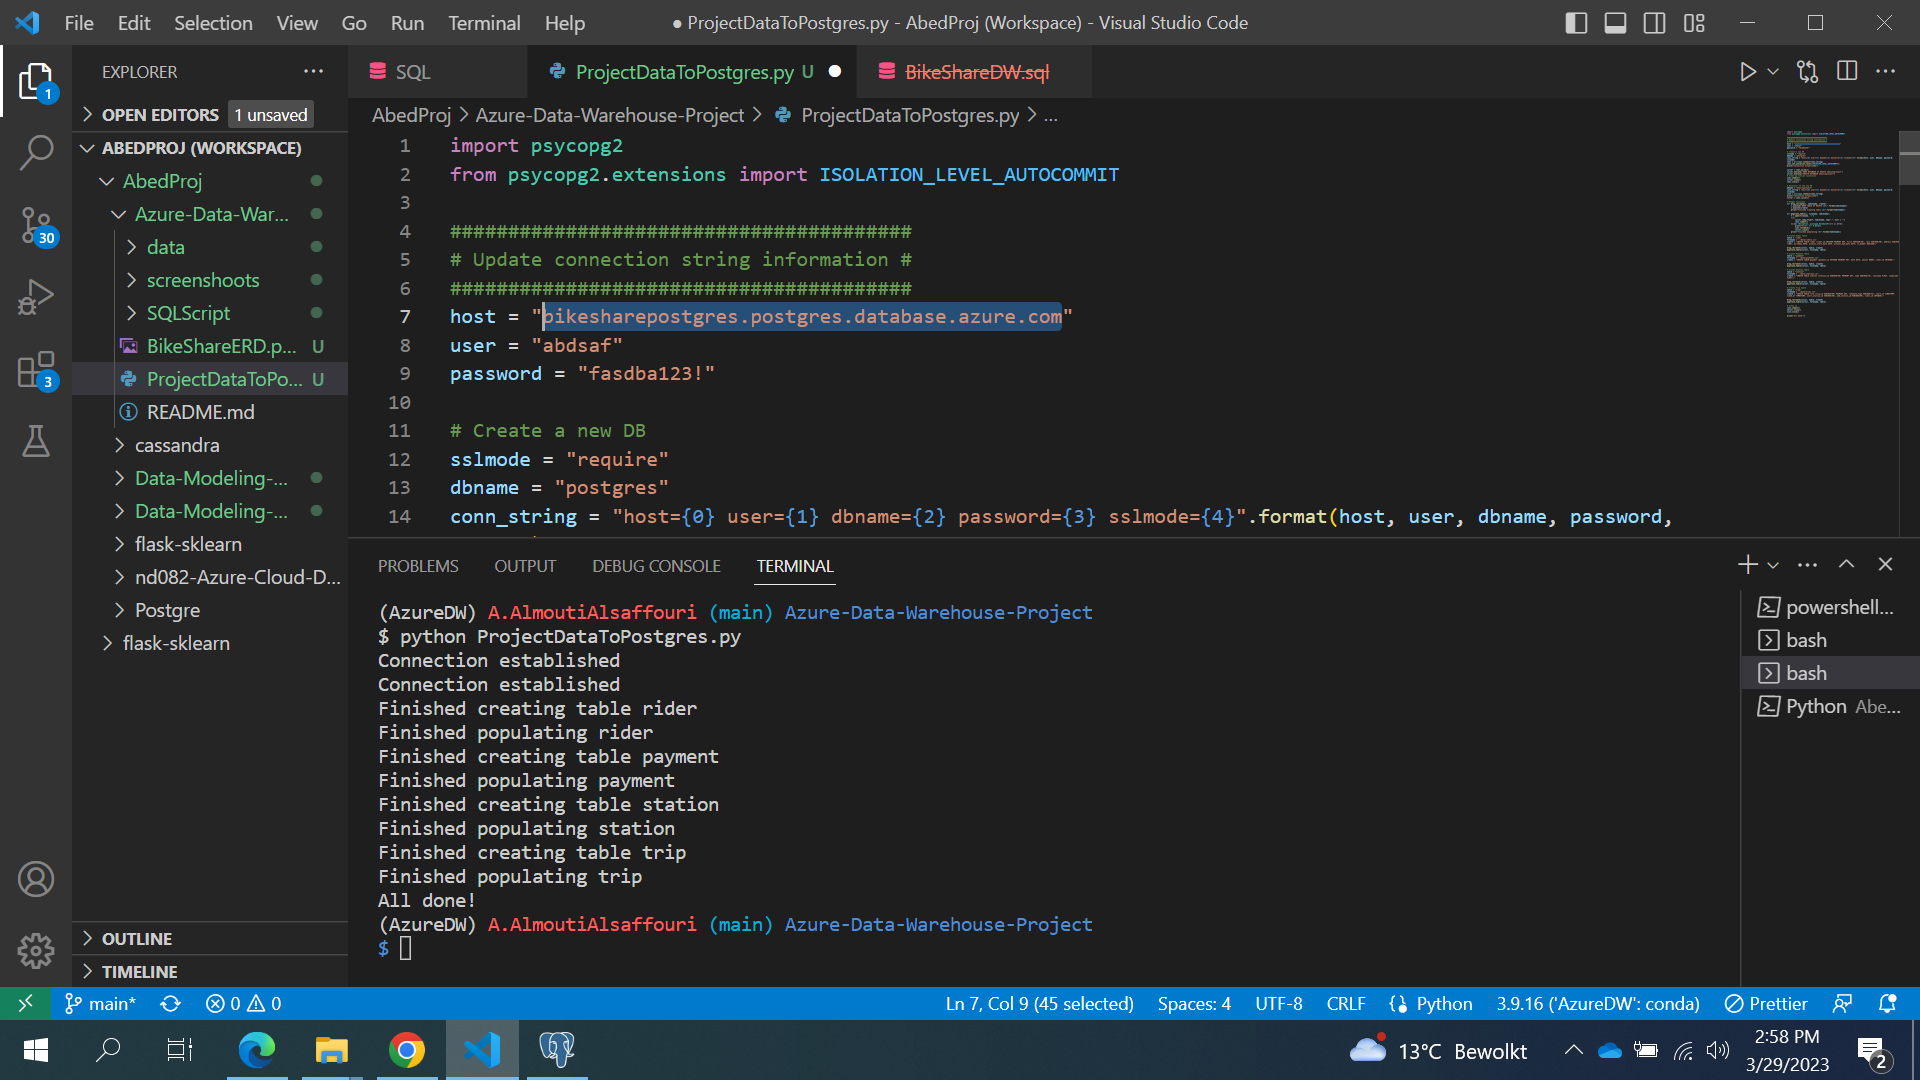 File Edit Selection View Go Run Terminal Help
● ProjectDataToPostgres.py - AbedProj (Workspace) - Visual Studio Code
EXPLORER
SQL
ProjectDataToPostgres.py U
BikeShareDW.sql
OPEN EDITORS 1 unsaved
ABEDPROJ (WORKSPACE)
AbedProj
Azure-Data-War...
data
screenshoots
SQLScript
BikeShareERD.p... U
ProjectDataToPo... U
README.md
cassandra
Data-Modeling-...
Data-Modeling-...
flask-sklearn
nd082-Azure-Cloud-D...
Postgre
flask-sklearn
OUTLINE
TIMELINE
1
30
3
AbedProj > Azure-Data-Warehouse-Project > ProjectDataToPostgres.py > ...
1 import psycopg2
2 from psycopg2.extensions import ISOLATION_LEVEL_AUTOCOMMIT
3
4 ########################################
5 # Update connection string information #
6 ########################################
7 host = "bikesharepostgres.postgres.database.azure.com"
8 user = "abdsaf"
9 password = "fasdba123!"
10
11 # Create a new DB
12 sslmode = "require"
13 dbname = "postgres"
14 conn_string = "host={0} user={1} dbname={2} password={3} sslmode={4}".format(host, user, dbname, password,
PROBLEMS OUTPUT DEBUG CONSOLE TERMINAL
(AzureDW) A.AlmoutiAlsaffouri (main) Azure-Data-Warehouse-Project
$ python ProjectDataToPostgres.py
Connection established
Connection established
Finished creating table rider
Finished populating rider
Finished creating table payment
Finished populating payment
Finished creating table station
Finished populating station
Finished creating table trip
Finished populating trip
All done!
(AzureDW) A.AlmoutiAlsaffouri (main) Azure-Data-Warehouse-Project
$
powershell...
bash
bash
Python Abe...
main* 0 0 Ln 7, Col 9 (45 selected) Spaces: 4 UTF-8 CRLF Python 3.9.16 ('AzureDW': conda) Prettier
13°C Bewolkt
2:58 PM
3/29/2023
2